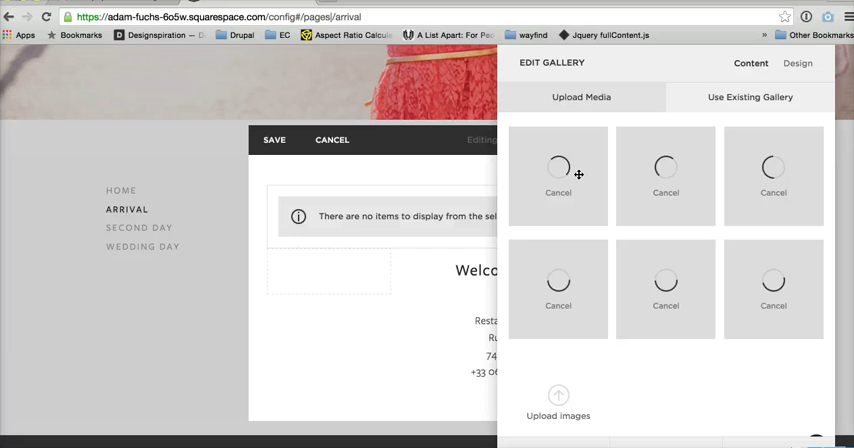 https://adam-fuchs-6o5w.squarespace.com/config#/pages|/arrival
Apps Bookmarks Designspiration — D Drupal EC Aspect Ratio Calcula A List Apart: For Peo wayfind Jquery fullContent.js » Other Bookmarks
EDIT GALLERY Content Design
Upload Media Use Existing Gallery
SAVE CANCEL Editing
Cancel Cancel Cancel
HOME
ARRIVAL
SECOND DAY
WEDDING DAY
There are no items to display from the sel
Welco
Cancel Cancel Cancel
Resta
Ru
74
+33 06
Upload images